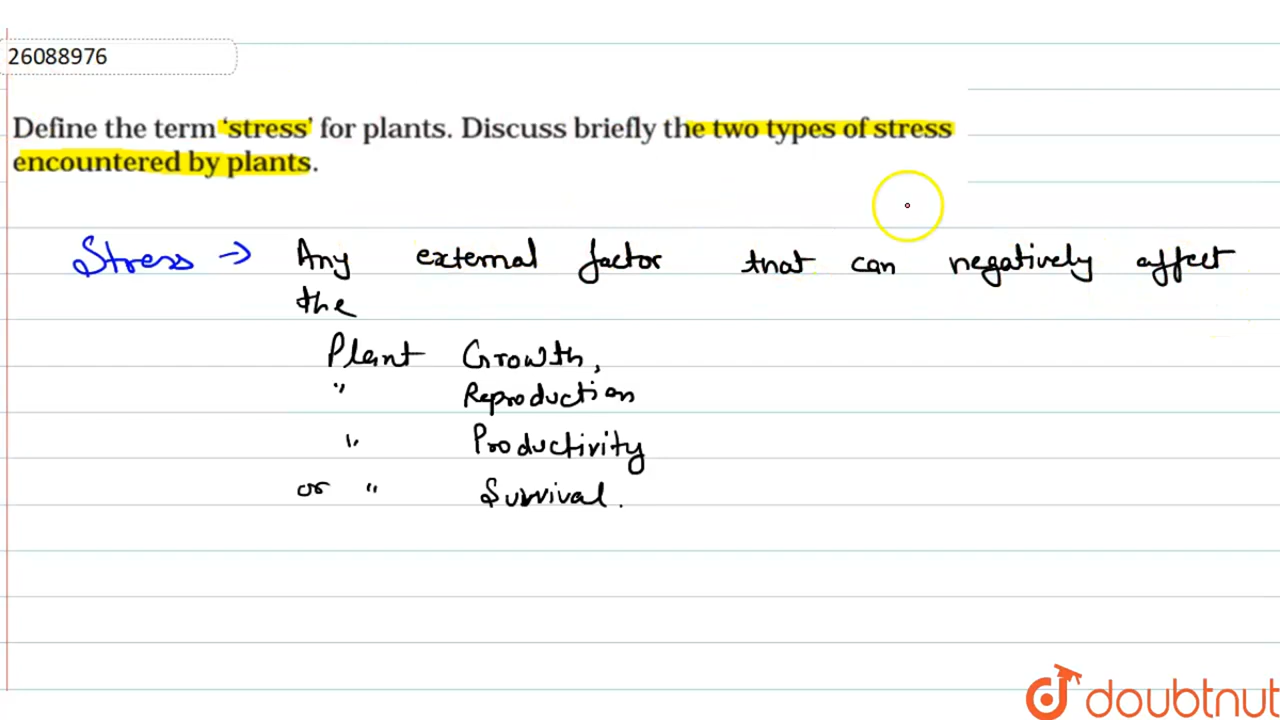 26088976
Define the term ‘stress’ for plants. Discuss briefly the two types of stress
encountered by plants.
Stress → Any external factor that can negatively affect
the
Plant Growth,
" Reproduction
" Productivity
or " Survival.
doubtnut